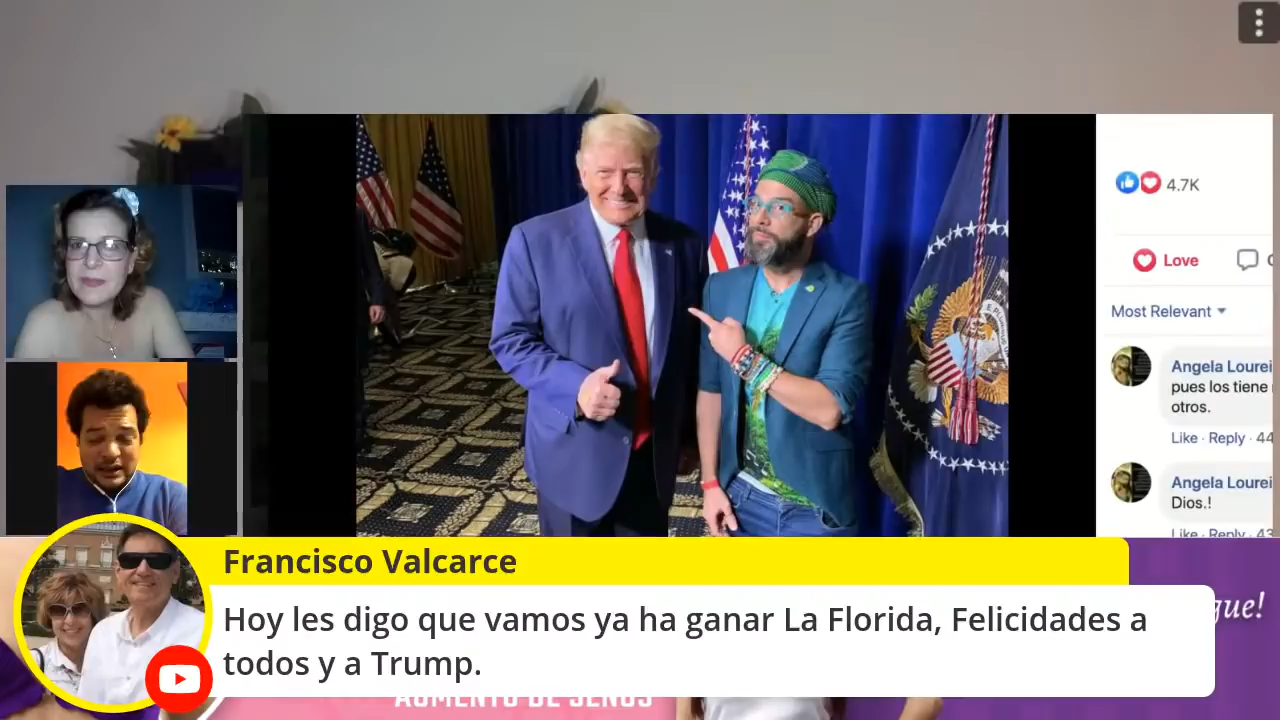 4.7K
Love
Most Relevant
Angela Lourei
pues los tiene
otros.
Like · Reply · 44
Angela Lourei
Dios.!
Like · Reply · 43
Francisco Valcarce
Hoy les digo que vamos ya ha ganar La Florida, Felicidades a
todos y a Trump.
AUMENTO DE SENOS